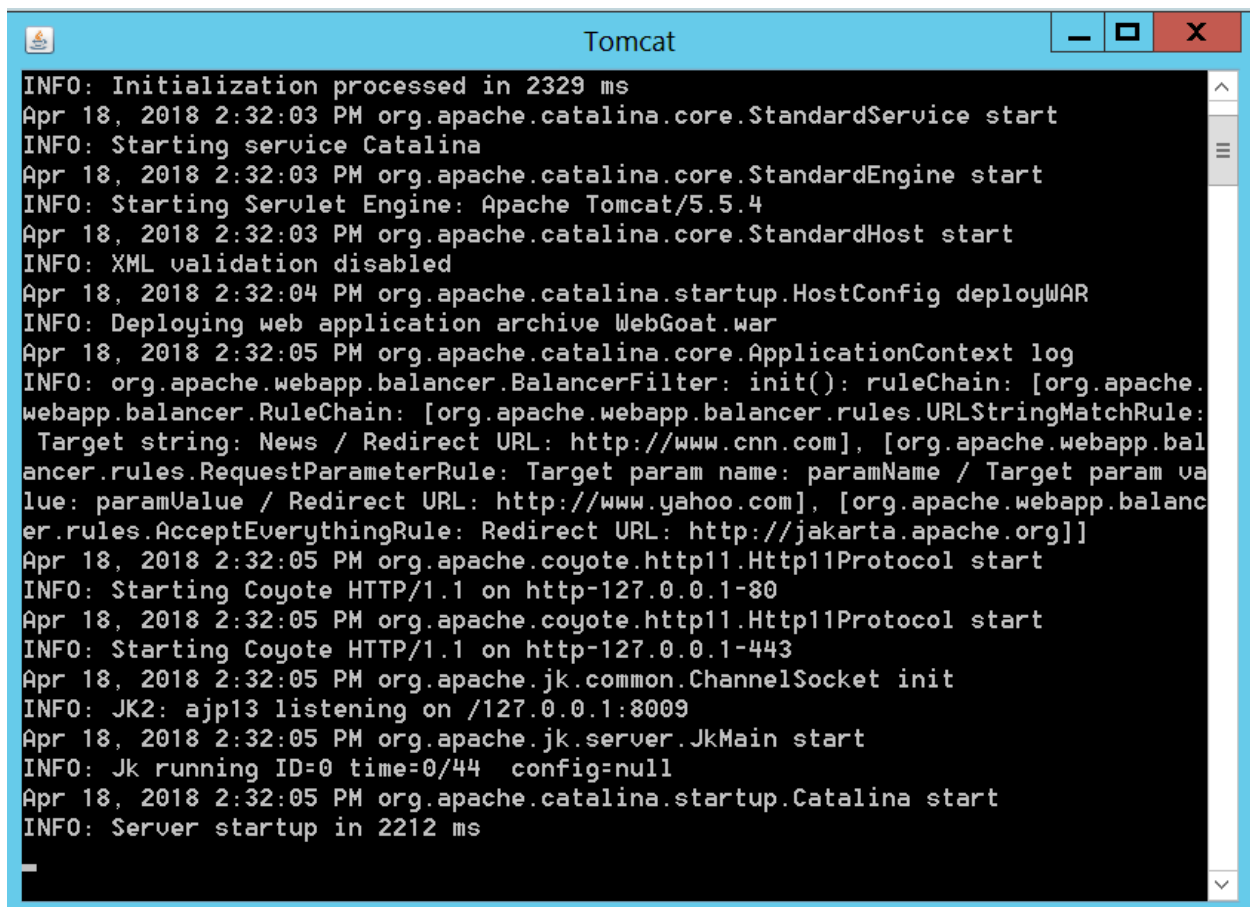 Tomcat
INFO: Initialization processed in 2329 ms
Apr 18, 2018 2:32:03 PM org.apache.catalina.core.StandardService start
INFO: Starting service Catalina
Apr 18, 2018 2:32:03 PM org.apache.catalina.core.StandardEngine start
INFO: Starting Servlet Engine: Apache Tomcat/5.5.4
Apr 18, 2018 2:32:03 PM org.apache.catalina.core.StandardHost start
INFO: XML validation disabled
Apr 18, 2018 2:32:04 PM org.apache.catalina.startup.HostConfig deployWAR
INFO: Deploying web application archive WebGoat.war
Apr 18, 2018 2:32:05 PM org.apache.catalina.core.ApplicationContext log
INFO: org.apache.webapp.balancer.BalancerFilter: init(): ruleChain: [org.apache.
webapp.balancer.RuleChain: [org.apache.webapp.balancer.rules.URLStringMatchRule:
 Target string: News / Redirect URL: http://www.cnn.com], [org.apache.webapp.bal
ancer.rules.RequestParameterRule: Target param name: paramName / Target param va
lue: paramValue / Redirect URL: http://www.yahoo.com], [org.apache.webapp.balanc
er.rules.AcceptEverythingRule: Redirect URL: http://jakarta.apache.org]]
Apr 18, 2018 2:32:05 PM org.apache.coyote.http11.Http11Protocol start
INFO: Starting Coyote HTTP/1.1 on http-127.0.0.1-80
Apr 18, 2018 2:32:05 PM org.apache.coyote.http11.Http11Protocol start
INFO: Starting Coyote HTTP/1.1 on http-127.0.0.1-443
Apr 18, 2018 2:32:05 PM org.apache.jk.common.ChannelSocket init
INFO: JK2: ajp13 listening on /127.0.0.1:8009
Apr 18, 2018 2:32:05 PM org.apache.jk.server.JkMain start
INFO: Jk running ID=0 time=0/44  config=null
Apr 18, 2018 2:32:05 PM org.apache.catalina.startup.Catalina start
INFO: Server startup in 2212 ms